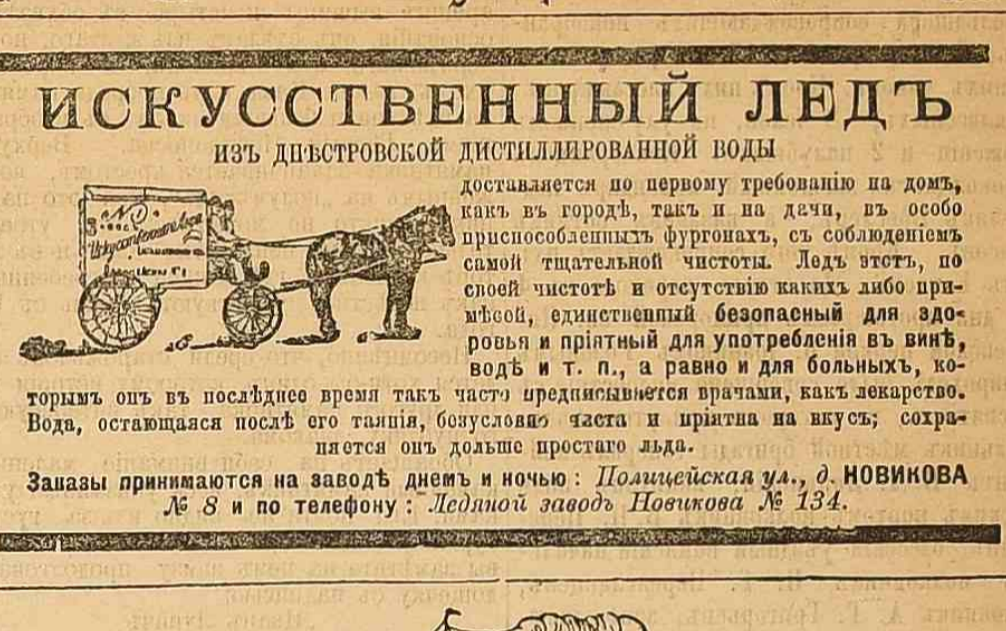 ИСКУССТВЕННЫЙ ЛЕДЪ
ИЗЪ ДНѢСТРОВСКОЙ ДИСТИЛЛИРОВАННОЙ ВОДЫ
доставляется по первому требованію на домъ,
какъ въ городѣ, такъ и на дачи, въ особо
приспособленныхъ фургонахъ, съ соблюденіемъ
самой тщательной чистоты. Ледъ этотъ, по
своей чистотѣ и отсутствію какихъ либо при-
мѣсей, единственный безопасный для здо-
ровья и пріятный для употребленія въ винѣ,
водѣ и т. п., а равно и для больныхъ, ко-
торымъ онъ въ послѣднее время такъ часто предписывается врачами, какъ лекарство.
Вода, остающаяся послѣ его таянія, безусловно чиста и пріятна на вкусъ; сохра-
няется онъ дольше простаго льда.
Заказы принимаются на заводѣ днемъ и ночью: Полицейская ул., д. НОВИКОВА
№ 8 и по телефону: Ледяной заводъ Новикова № 134.